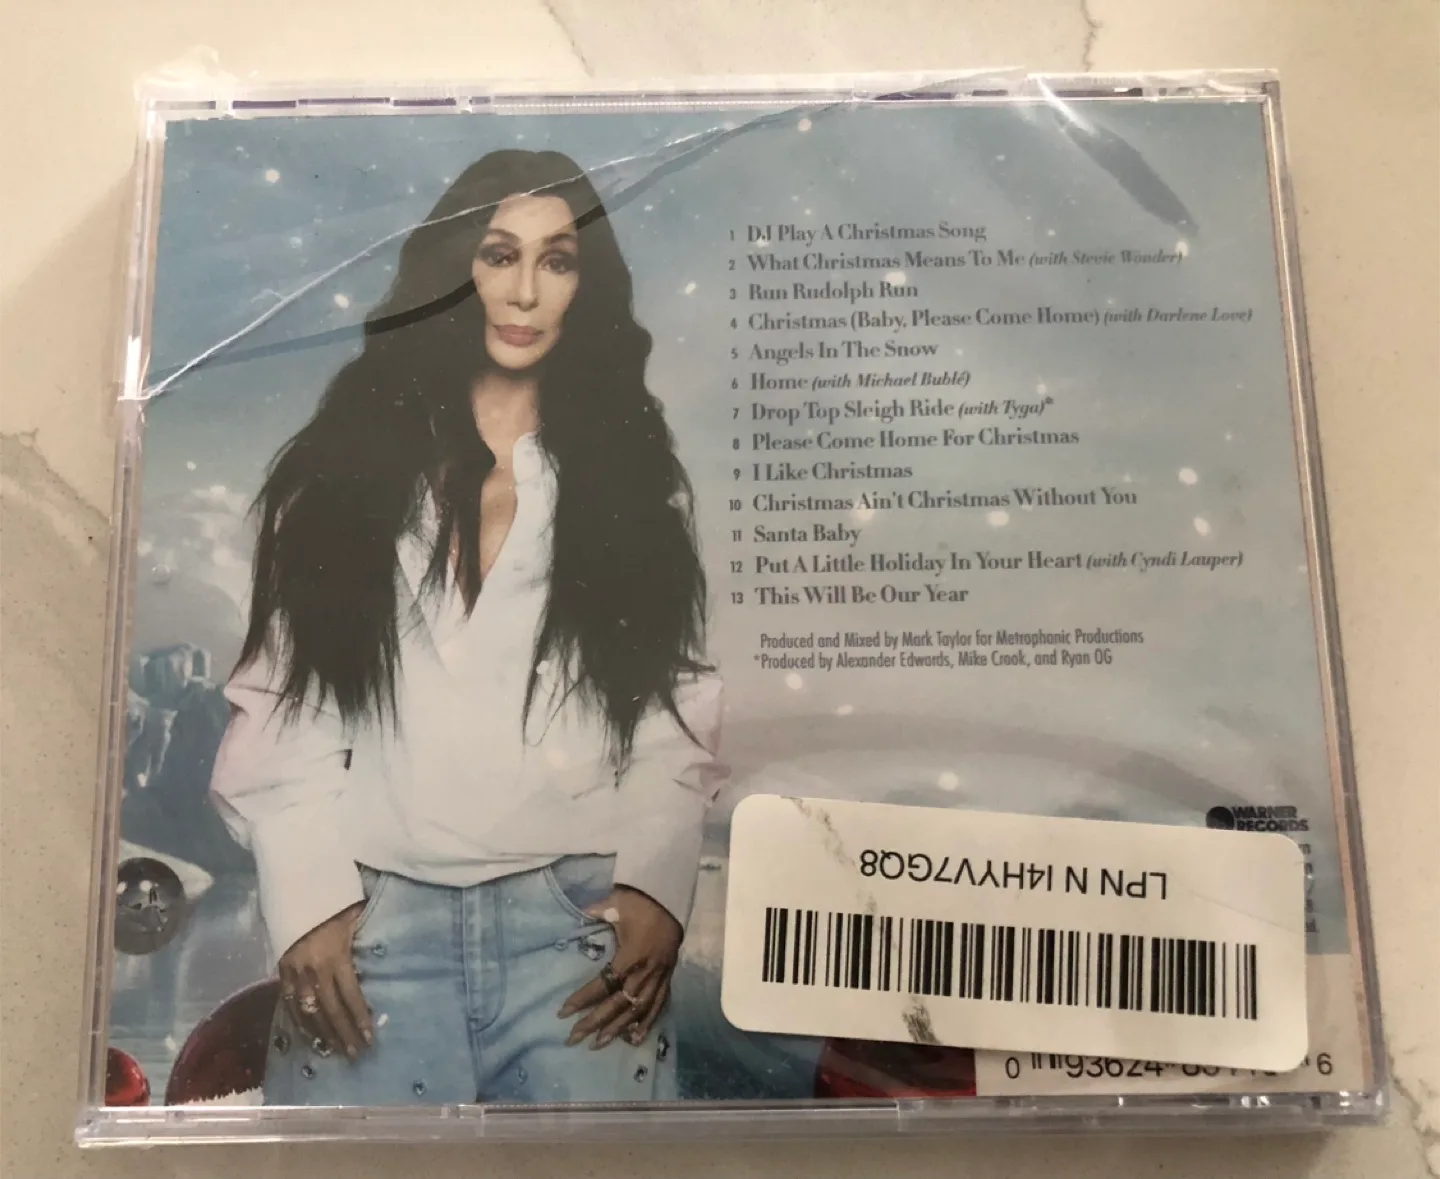 1 DJ Play A Christmas Song
2 What Christmas Means To Me (with Stevie Wonder)
3 Run Rudolph Run
4 Christmas (Baby, Please Come Home) (with Darlene Love)
5 Angels In The Snow
6 Home (with Michael Bublé)
7 Drop Top Sleigh Ride (with Tyga)*
8 Please Come Home For Christmas
9 I Like Christmas
10 Christmas Ain't Christmas Without You
11 Santa Baby
12 Put A Little Holiday In Your Heart (with Cyndi Lauper)
13 This Will Be Our Year
Produced and Mixed by Mark Taylor for Metrophonic Productions
*Produced by Alexander Edwards, Mike Crook, and Ryan OG
WARNER
RECORDS
LPN N I4HYV7GQ8
0 93624 6